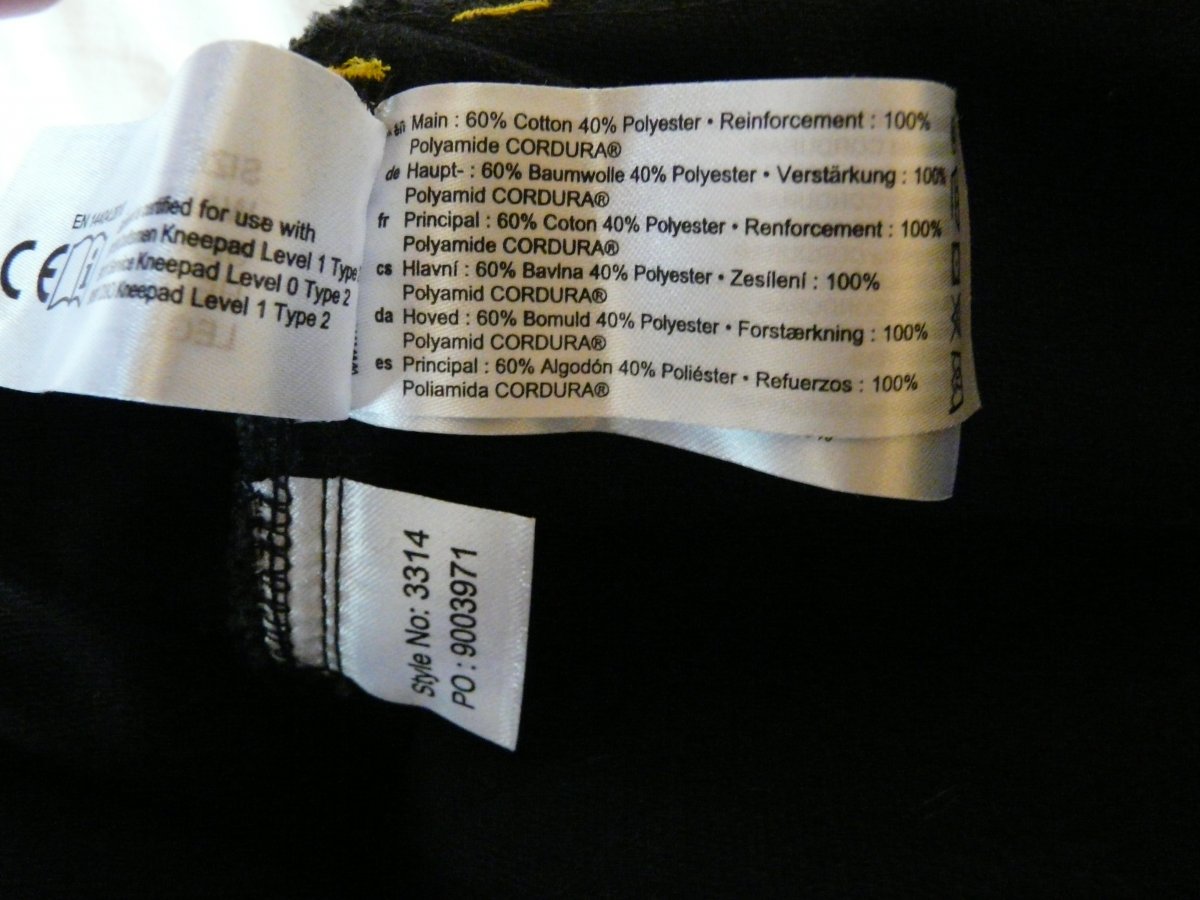 EN
certified for use with
Kneepad Level 1 Type
Kneepad Level 0 Type 2
Kneepad Level 1 Type 2
CE
en Main : 60% Cotton 40% Polyester • Reinforcement : 100%
Polyamide CORDURA®
de Haupt- : 60% Baumwolle 40% Polyester • Verstärkung : 100%
Polyamid CORDURA®
fr Principal : 60% Coton 40% Polyester • Renforcement : 100%
Polyamide CORDURA®
cs Hlavní : 60% Bavlna 40% Polyester • Zesílení : 100%
Polyamid CORDURA®
da Hoved : 60% Bomuld 40% Polyester • Forstærkning : 100%
Polyamid CORDURA®
es Principal : 60% Algodón 40% Poliéster • Refuerzos : 100%
Poliamida CORDURA®
Style No: 3314
PO : 9003971